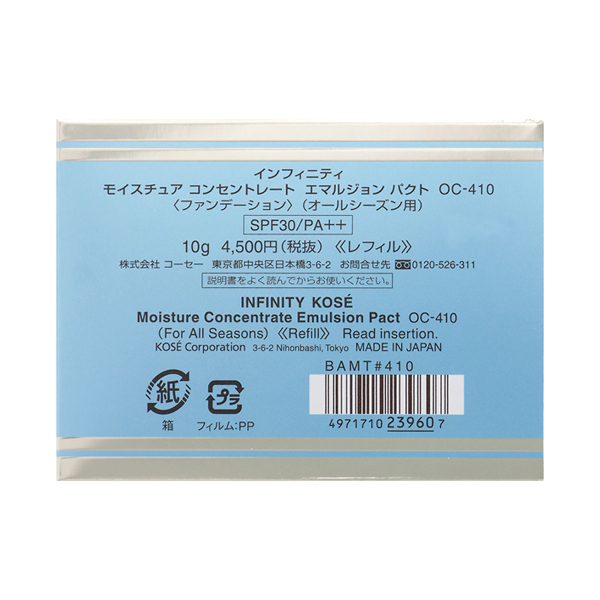 インフィニティ
モイスチュア コンセントレート エマルジョン パクト OC-410
〈ファンデーション〉(オールシーズン用)
SPF30/PA++
10g 4,500円(税抜)《レフィル》
株式会社 コーセー 東京都中央区日本橋3-6-2 お問合せ先 0120-526-311
説明書をよく読んでからお使いください。
INFINITY KOSÉ
Moisture Concentrate Emulsion Pact OC-410
(For All Seasons)《Refill》 Read insertion.
KOSÉ Corporation 3-6-2 Nihonbashi, Tokyo MADE IN JAPAN
BAMT#410
紙
箱
プラ
フィルム:PP
4971710 239607